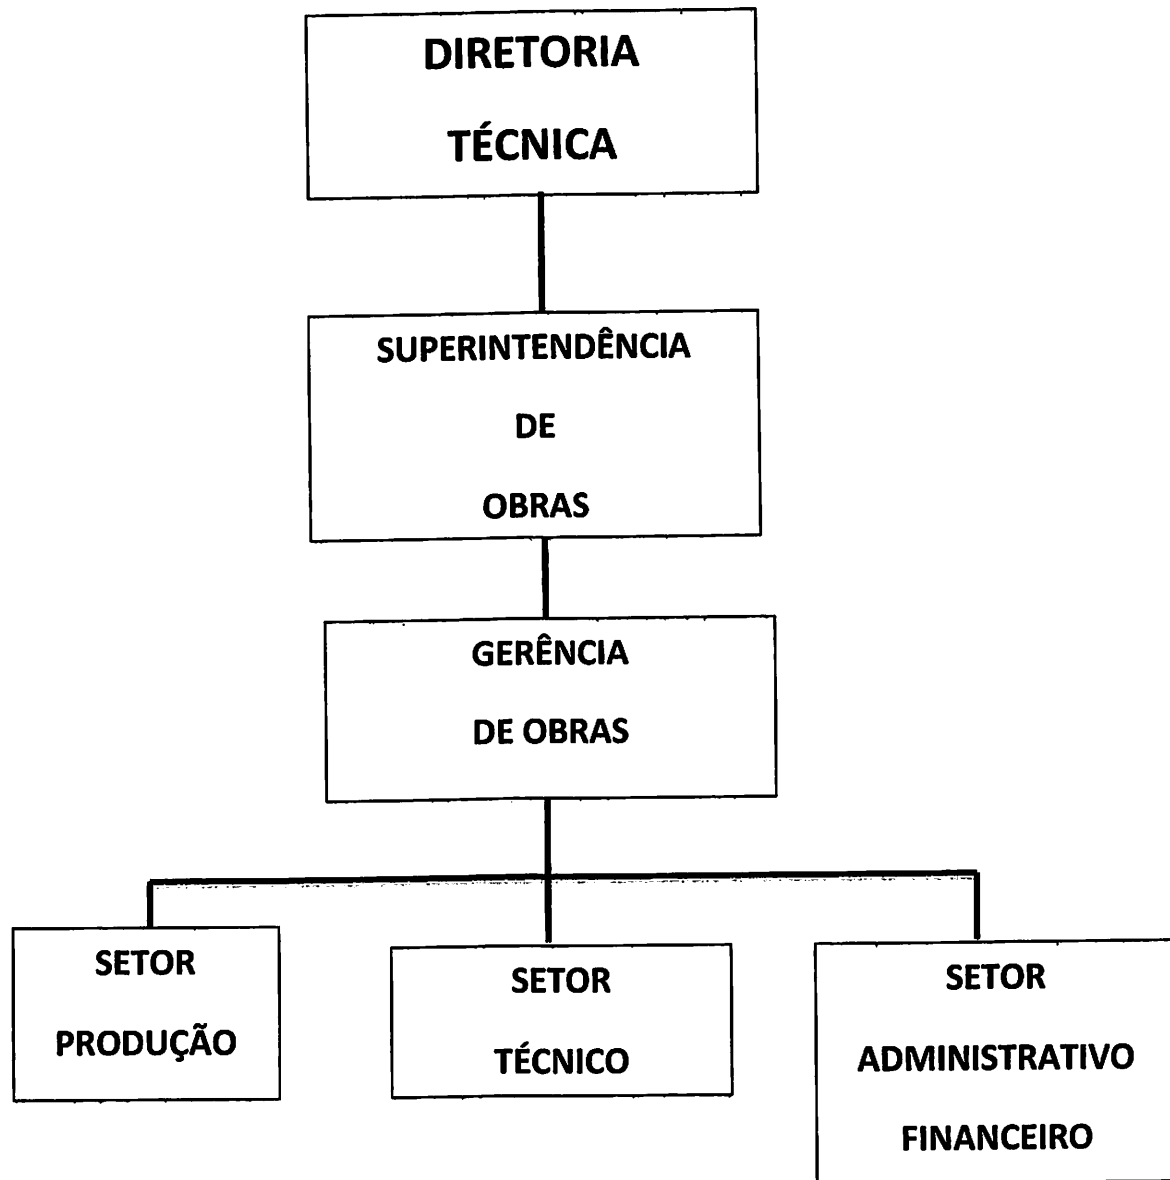 DIRETORIA
TÉCNICA
SUPERINTENDÊNCIA
DE
OBRAS
GERÊNCIA
DE OBRAS
SETOR
PRODUÇÃO
SETOR
TÉCNICO
SETOR
ADMINISTRATIVO
FINANCEIRO